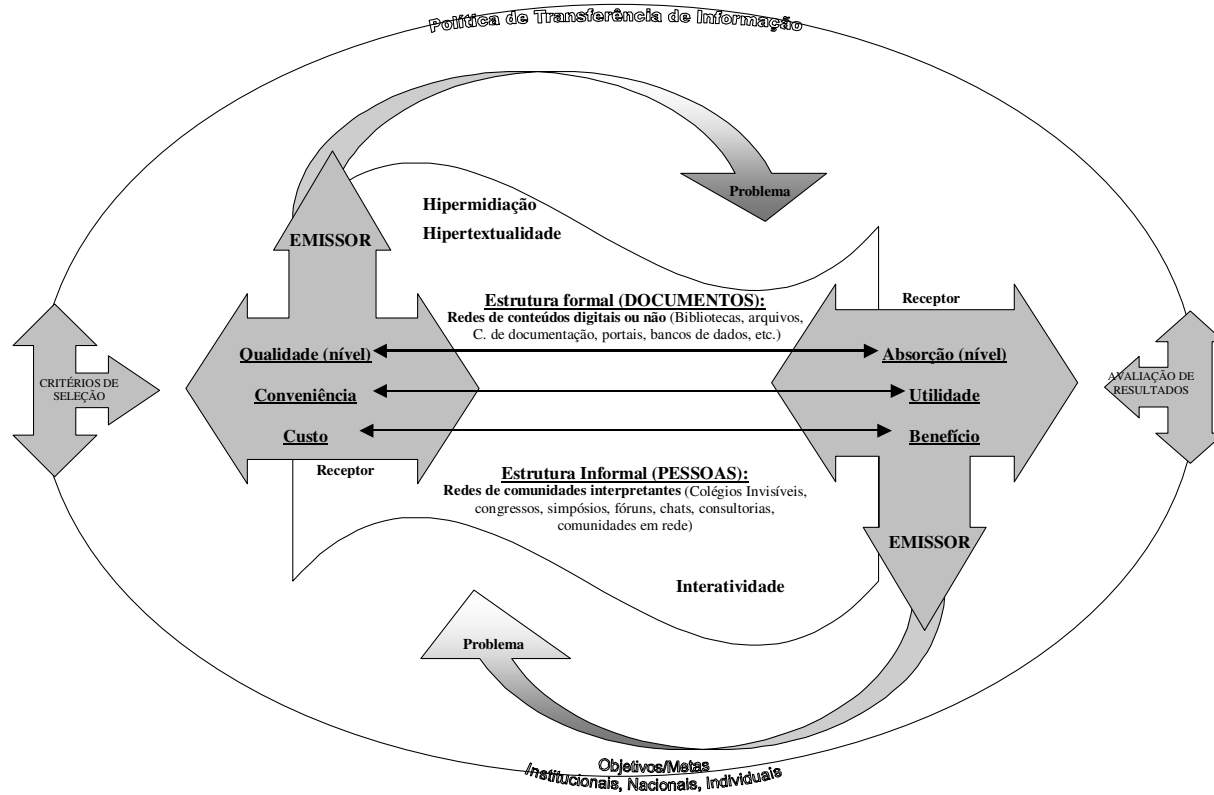 Política de Transferência de Informação
Problema
Hipermidiação
Hipertextualidade
EMISSOR
Estrutura formal (DOCUMENTOS):
Redes de conteúdos digitais ou não (Bibliotecas, arquivos,
C. de documentação, portais, bancos de dados, etc.)
Receptor
Qualidade (nível)
Absorção (nível)
CRITÉRIOS DE
SELEÇÃO
AVALIAÇÃO DE
RESULTADOS
Conveniência
Utilidade
Custo
Benefício
Receptor
Estrutura Informal (PESSOAS):
Redes de comunidades interpretantes (Colégios Invisíveis,
congressos, simpósios, fóruns, chats, consultorias,
comunidades em rede)
EMISSOR
Interatividade
Problema
Objetivos/Metas
Institucionais, Nacionais, Individuais